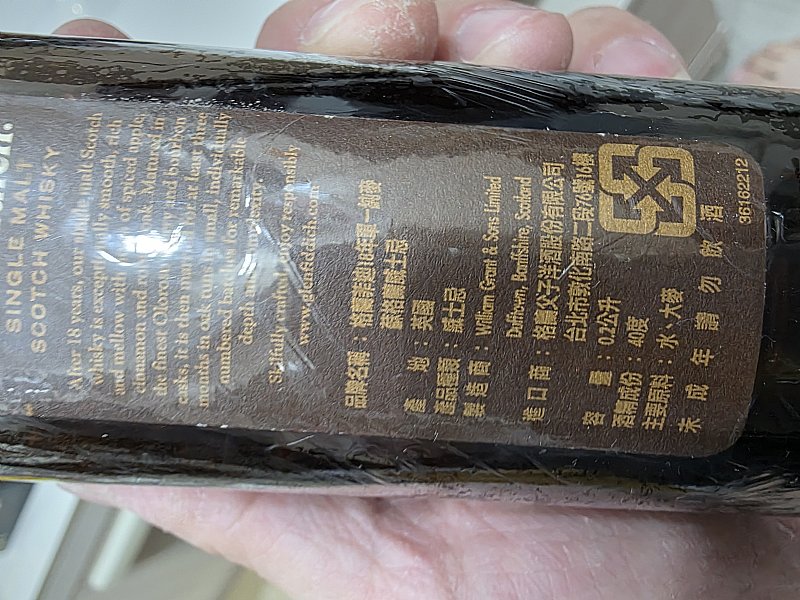 SINGLE MALT
SCOTCH WHISKY
After 18 years, our single malt Scotch
whisky is exceptionally smooth, rich
and mellow with of spiced apple,
cinnamon and oak. Matured in
the finest Oloroso and bourbon
casks, it is then for at least three
months in oak tuns in small, individually
numbered batches for remarkable
depth and complexity.
Skilfully crafted. Enjoy responsibly
www.glenfiddich.com
品牌名稱：格蘭菲迪18年單一純麥
蘇格蘭威士忌
產 地：英國
產品種類：威士忌
製造商：William Grant & Sons Limited
Dufftown, Banffshire, Scotland
進口商：格蘭父子洋酒股份有限公司
台北市敦化南路二段76號16樓
容 量：0.2公升
酒精成份：40度
主要原料：水、大麥
未成年請勿飲酒
36162212